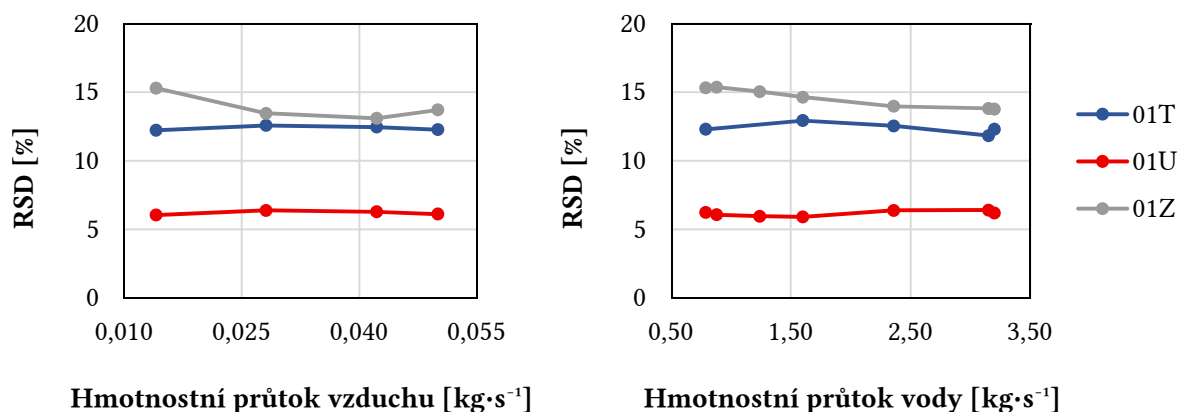 20
15
10
5
0
RSD [%]
0,010 0,025 0,040 0,055
Hmotnostní průtok vzduchu [kg·s⁻¹]
20
15
10
5
0
RSD [%]
0,50 1,50 2,50 3,50
Hmotnostní průtok vody [kg·s⁻¹]
01T
01U
01Z